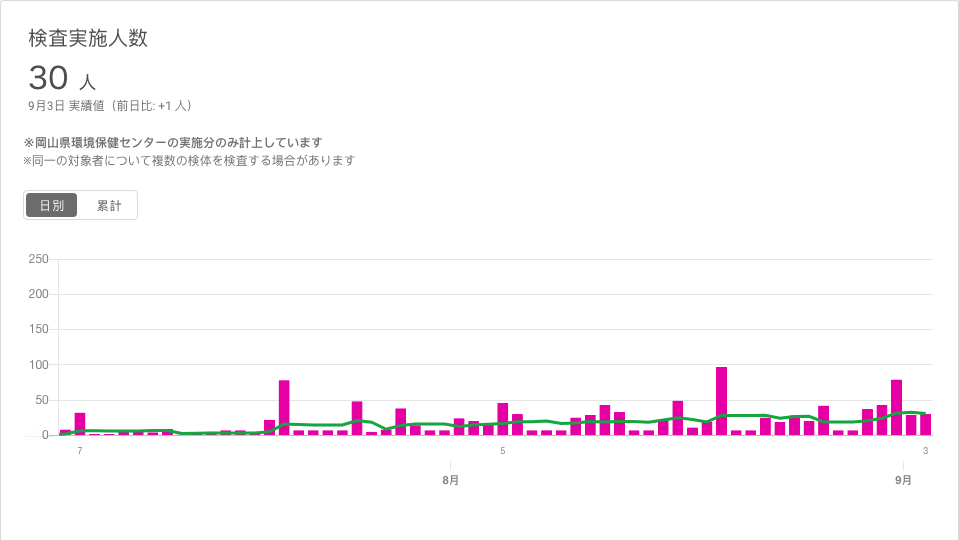 検査実施人数
30 人
9月3日 実績値（前日比: +1 人）
※岡山県環境保健センターの実施分のみ計上しています
※同一の対象者について複数の検体を検査する場合があります
日別 累計
250
200
150
100
50
0
7 5 3
8月 9月